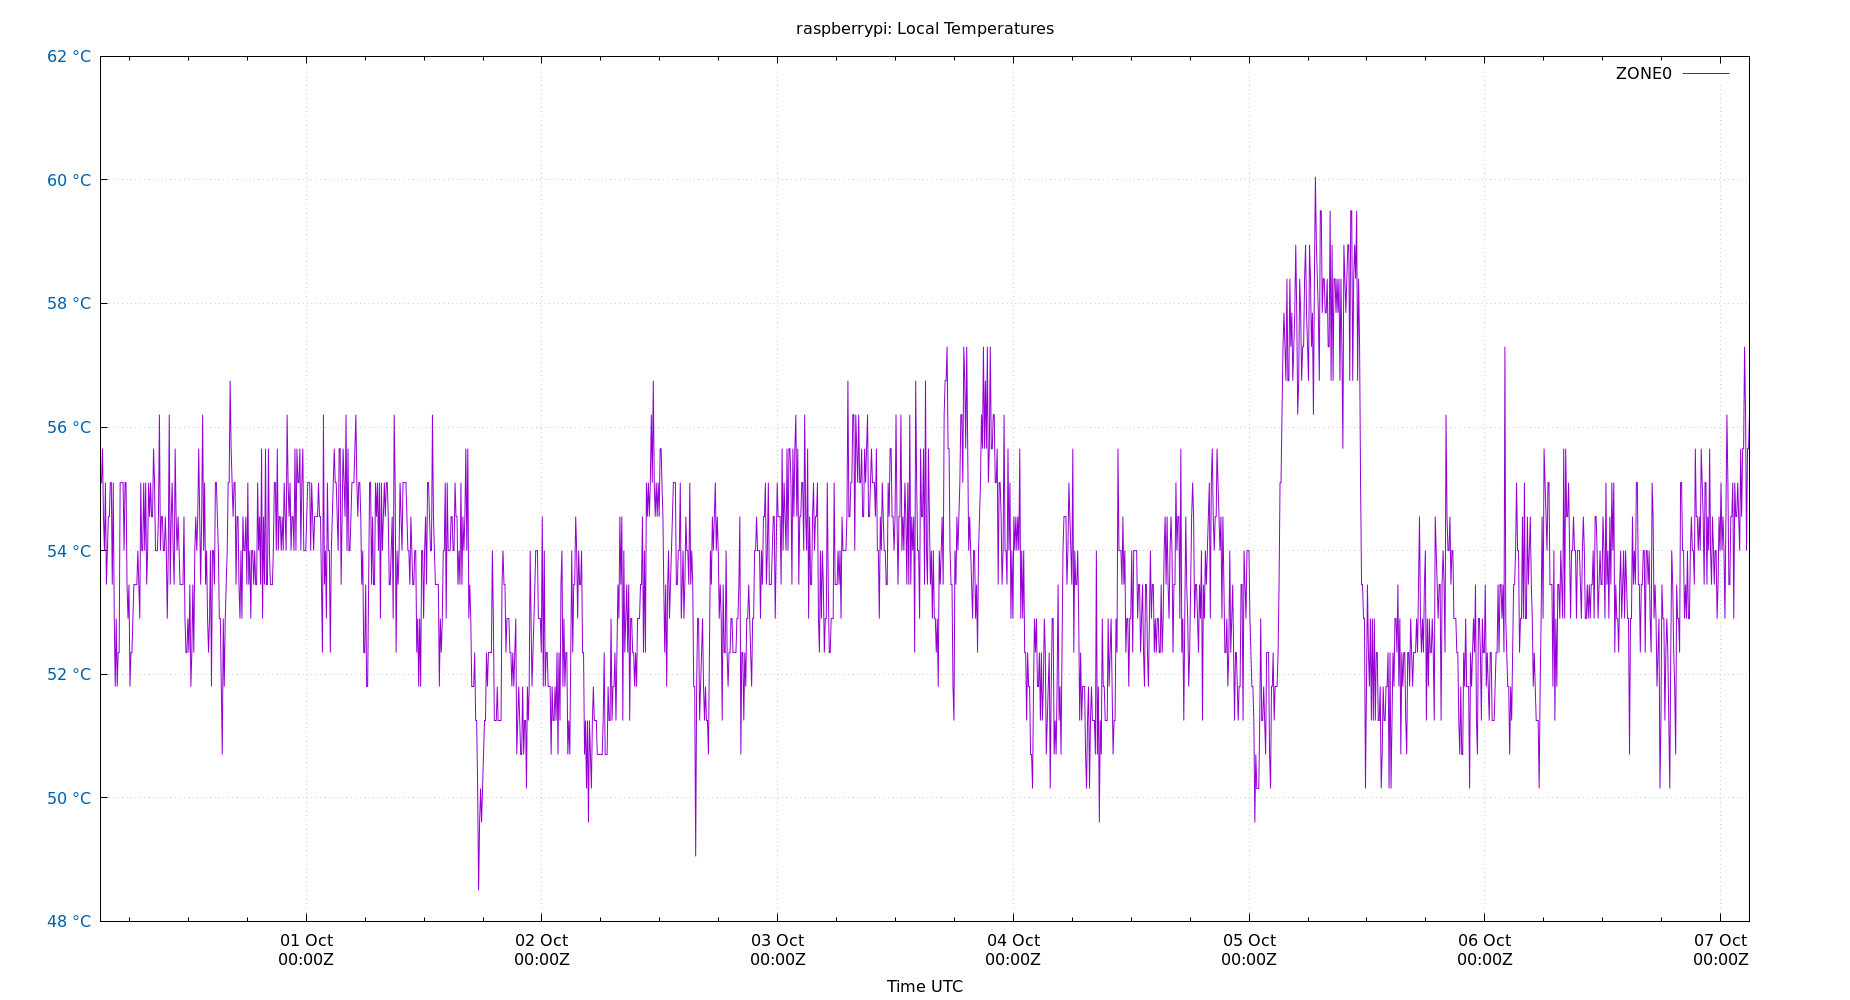 raspberrypi: Local Temperatures
62 °C
ZONE0
60 °C
58 °C
56 °C
54 °C
52 °C
50 °C
48 °C
01 Oct 02 Oct 03 Oct 04 Oct 05 Oct 06 Oct 07 Oct
00:00Z 00:00Z 00:00Z 00:00Z 00:00Z 00:00Z 00:00Z
Time UTC